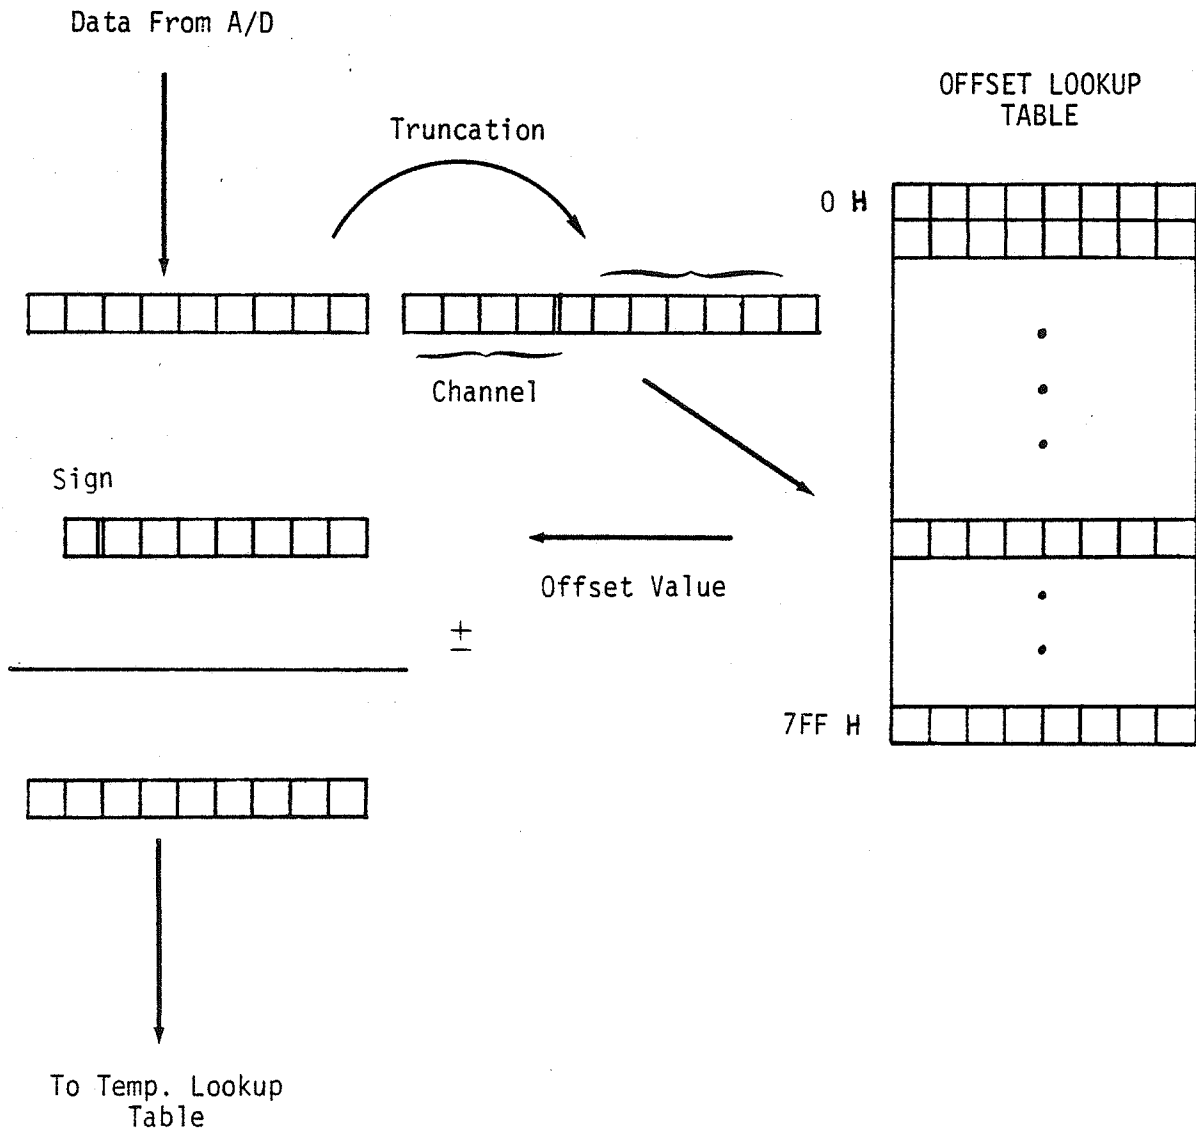 Data From A/D
OFFSET LOOKUP
TABLE
Truncation
0 H
Channel
Sign
Offset Value
±
7FF H
To Temp. Lookup
Table